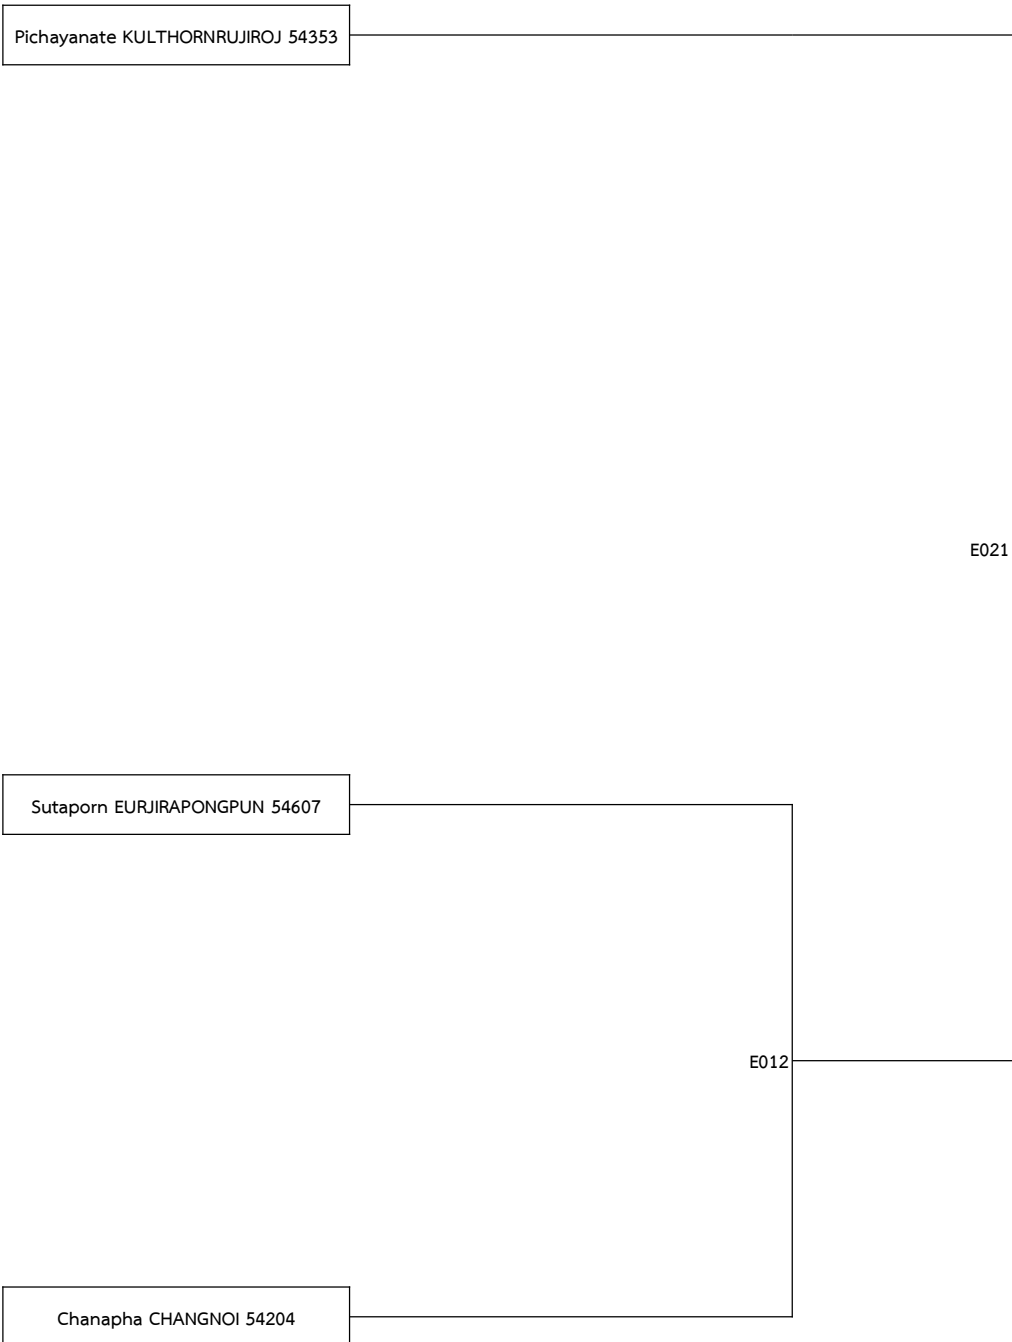 Pichayanate KULTHORNRUJIROJ 54353
E021
Sutaporn EURJIRAPONGPUN 54607
E012
Chanapha CHANGNOI 54204